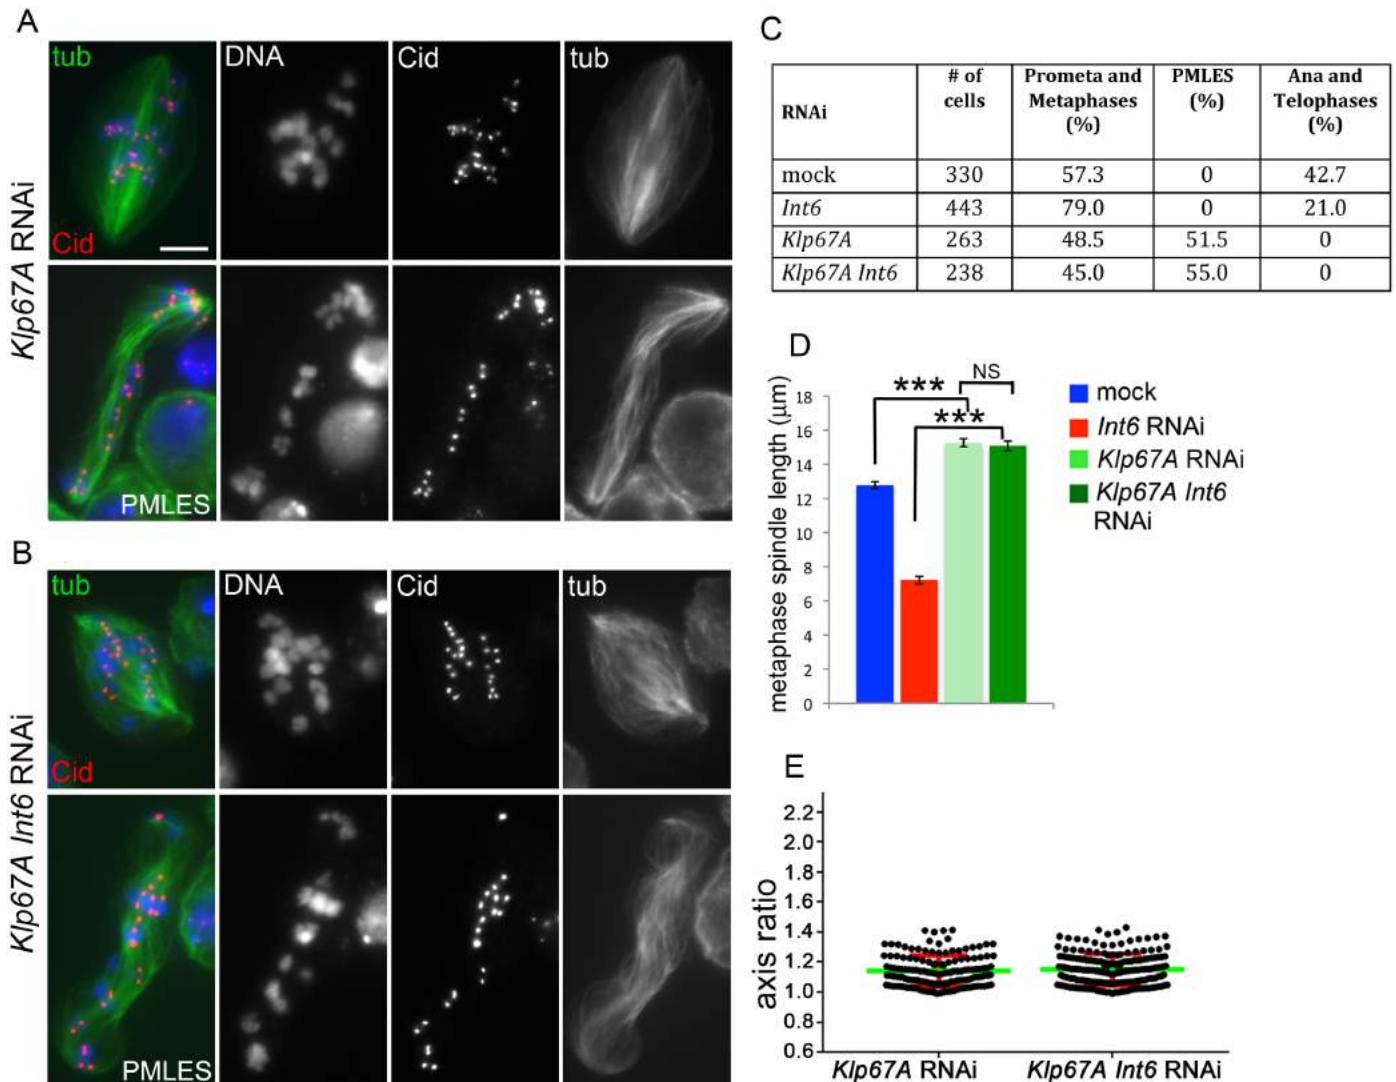 A
tub
DNA
Cid
tub
Cid
Klp67A RNAi
PMLES
B
tub
DNA
Cid
tub
Cid
Klp67A Int6 RNAi
PMLES
C
RNAi # of cells Prometa and Metaphases (%) PMLES (%) Ana and Telophases (%)
mock 330 57.3 0 42.7
Int6 443 79.0 0 21.0
Klp67A 263 48.5 51.5 0
Klp67A Int6 238 45.0 55.0 0
D
metaphase spindle length (μm)
18
16
14
12
10
8
6
4
2
0
***
***
NS
mock
Int6 RNAi
Klp67A RNAi
Klp67A Int6
RNAi
E
axis ratio
2.2
2.0
1.8
1.6
1.4
1.2
1.0
0.8
0.6
Klp67A RNAi
Klp67A Int6 RNAi